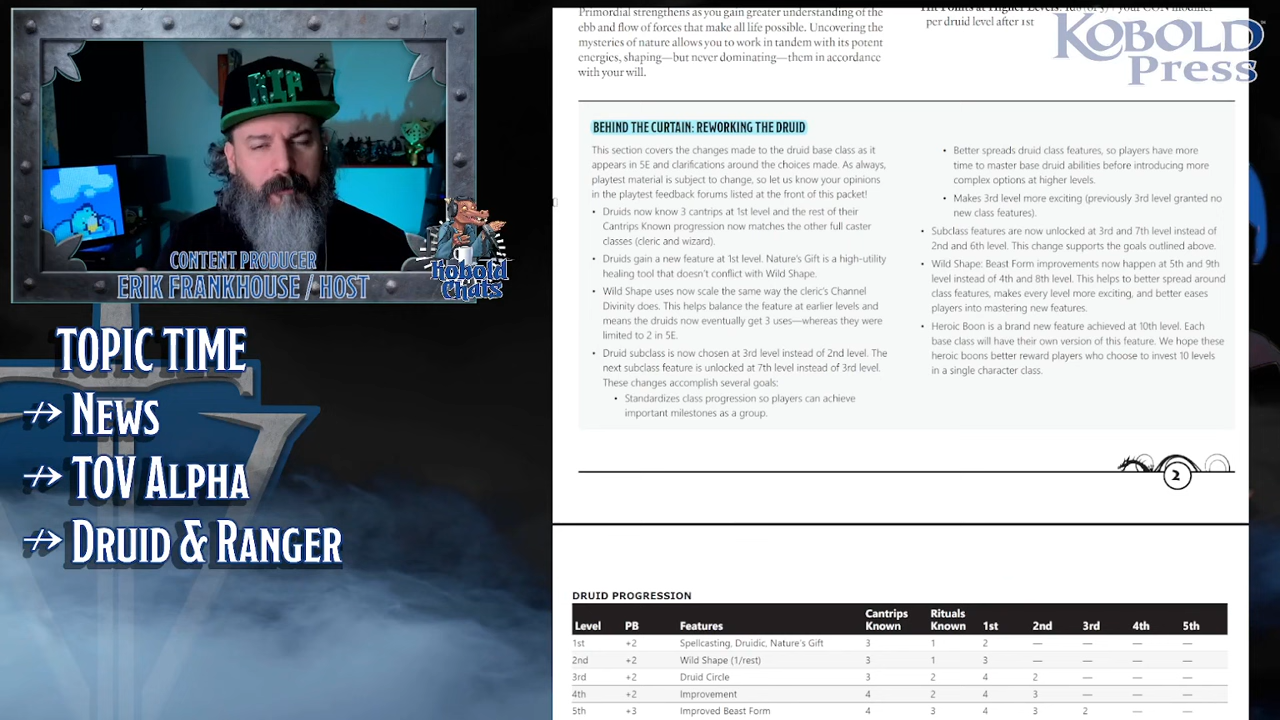 RIP
CONTENT PRODUCER
ERIK FRANKHOUSE / HOST
Kobold
Chats
TOPIC TIME
News
TOV Alpha
Druid & Ranger
KOBOLD
Press
Primordial strengthens as you gain greater understanding of the
ebb and flow of forces that make all life possible. Uncovering the
mysteries of nature allows you to work in tandem with its potent
energies, shaping—but never dominating—them in accordance
with your will.
per druid level after 1st
BEHIND THE CURTAIN: REWORKING THE DRUID
This section covers the changes made to the druid base class as it
appears in 5E and clarifications around the choices made. As always,
playtest material is subject to change, so let us know your opinions
in the playtest feedback forums listed at the front of this packet!
• Druids now know 3 cantrips at 1st level and the rest of their
Cantrips Known progression now matches the other full caster
classes (cleric and wizard).
• Druids gain a new feature at 1st level. Nature's Gift is a high-utility
healing tool that doesn't conflict with Wild Shape.
• Wild Shape uses now scale the same way the cleric's Channel
Divinity does. This helps balance the feature at earlier levels and
means the druids now eventually get 3 uses—whereas they were
limited to 2 in 5E.
• Druid subclass is now chosen at 3rd level instead of 2nd level. The
next subclass feature is unlocked at 7th level instead of 3rd level.
These changes accomplish several goals:
• Standardizes class progression so players can achieve
important milestones as a group.
• Better spreads druid class features, so players have more
time to master base druid abilities before introducing more
complex options at higher levels.
• Makes 3rd level more exciting (previously 3rd level granted no
new class features).
• Subclass features are now unlocked at 3rd and 7th level instead of
2nd and 6th level. This change supports the goals outlined above.
• Wild Shape: Beast Form improvements now happen at 5th and 9th
level instead of 4th and 8th level. This helps to better spread around
class features, makes every level more exciting, and better eases
players into mastering new features.
• Heroic Boon is a brand new feature achieved at 10th level. Each
base class will have their own version of this feature. We hope these
heroic boons better reward players who choose to invest 10 levels
in a single character class.
2
DRUID PROGRESSION
Level PB Features Cantrips Known Rituals Known 1st 2nd 3rd 4th 5th
1st +2 Spellcasting, Druidic, Nature's Gift 3 1 2 — — — —
2nd +2 Wild Shape (1/rest) 3 1 3 — — — —
3rd +2 Druid Circle 3 2 4 2 — — —
4th +2 Improvement 4 2 4 3 — — —
5th +3 Improved Beast Form 4 3 4 3 2 — —